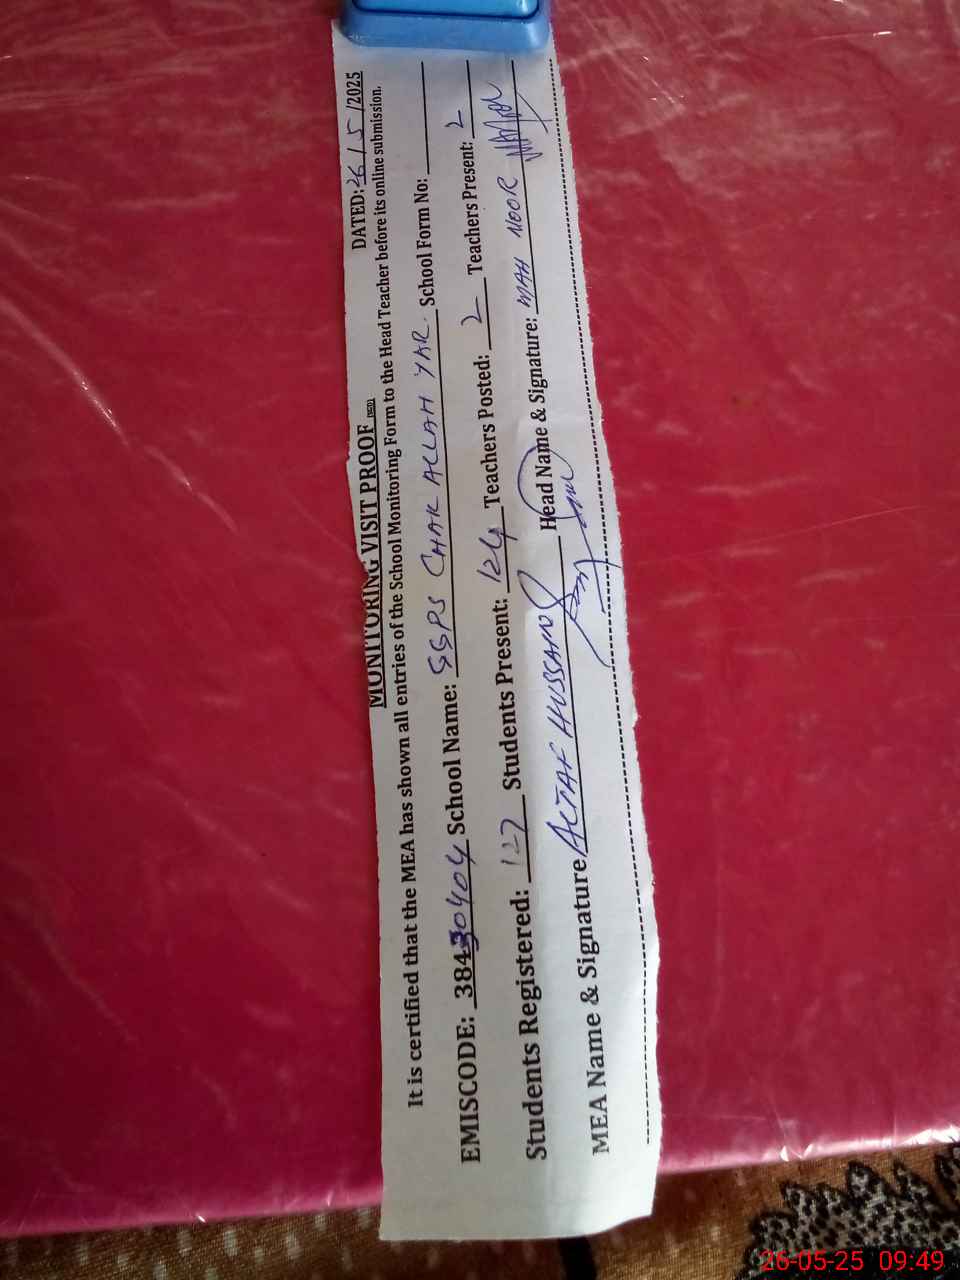 MONITORING VISIT PROOF (SED) DATED: 26/5/2025
It is certified that the MEA has shown all entries of the School Monitoring Form to the Head Teacher before its online submission.
EMISCODE: 38430404 School Name: GGPS CHAK ALLAH YAR. School Form No:
Students Registered: 127 Students Present: 124 Teachers Posted: 2 Teachers Present: 2
MEA Name & Signature ALTAF HUSSAIN Head Name & Signature: MAH NOOR
26-05-25 09:49